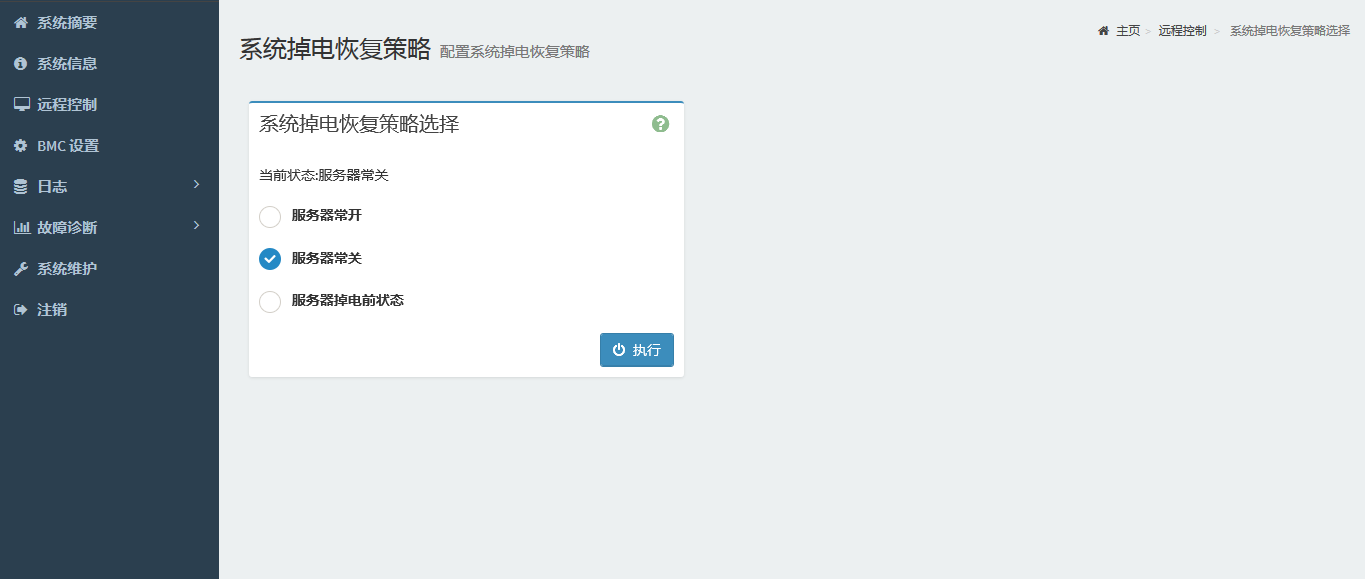 系统摘要
系统信息
远程控制
BMC 设置
日志
故障诊断
系统维护
注销
系统掉电恢复策略 配置系统掉电恢复策略
主页 > 远程控制 > 系统掉电恢复策略选择
系统掉电恢复策略选择
当前状态:服务器常关
服务器常开
服务器常关
服务器掉电前状态
执行